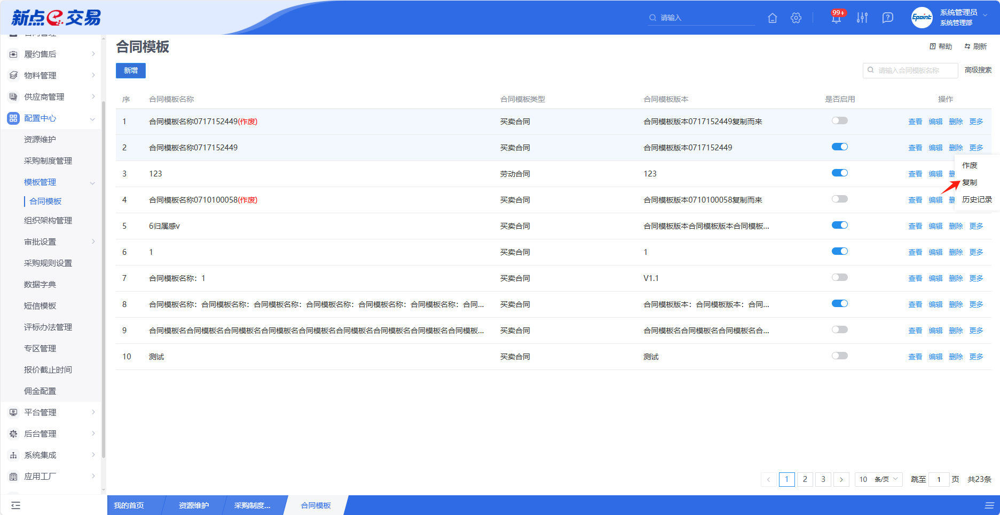 新点e交易
请输入
99+
Epoint
系统管理员
系统管理部
合同管理
履约售后
物料管理
供应商管理
配置中心
资源维护
采购制度管理
模板管理
合同模板
组织架构管理
审批设置
采购规则设置
数据字典
短信模板
评标办法管理
专区管理
报价截止时间
佣金配置
平台管理
后台管理
系统集成
应用工厂
合同模板
帮助 刷新
新增
请输入合同模板名称 高级搜索
序 合同模板名称 合同模板类型 合同模板版本 是否启用 操作
1 合同模板名称0717152449(作废) 买卖合同 合同模板版本0717152449复制而来 查看 编辑 删除 更多
2 合同模板名称0717152449 买卖合同 合同模板版本0717152449 查看 编辑 删除 更多
3 123 劳动合同 123 查看 编辑 删
4 合同模板名称0710100058(作废) 买卖合同 合同模板版本0710100058复制而来 查看 编辑 删
作废
复制
历史记录
5 6归属感v 买卖合同 合同模板版本合同模板版本合同模板... 查看 编辑 删除 更多
6 1 买卖合同 1 查看 编辑 删除 更多
7 合同模板名称：1 买卖合同 V1.1 查看 编辑 删除 更多
8 合同模板名称：合同模板名称：合同模板名称：合同模板名称：合同模板名称：合同模板名称：合同... 买卖合同 合同模板版本：合同模板版本：合同... 查看 编辑 删除 更多
9 合同模板名合同模板名合同模板名合同模板名合同模板名合同模板名合同模板名合同模板名合同模板... 买卖合同 合同模板名合同模板名合同模板名合... 查看 编辑 删除 更多
10 测试 买卖合同 测试 查看 编辑 删除 更多
1 2 3 10 条/页 跳至 1 页 共23条
我的首页 资源维护 采购制度... 合同模板